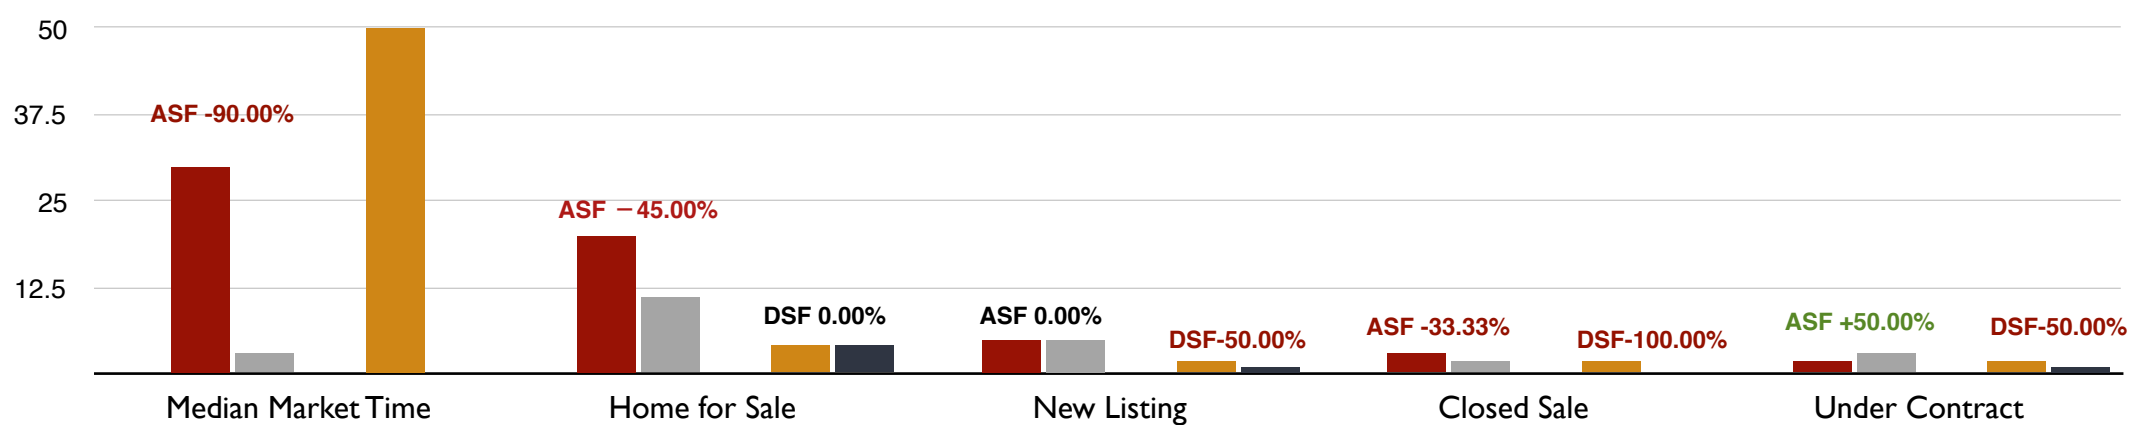 50
37.5
25
12.5
ASF -90.00%
ASF －45.00%
DSF 0.00%
ASF 0.00%
DSF-50.00%
ASF -33.33%
DSF-100.00%
ASF +50.00%
DSF-50.00%
Median Market Time
Home for Sale
New Listing
Closed Sale
Under Contract